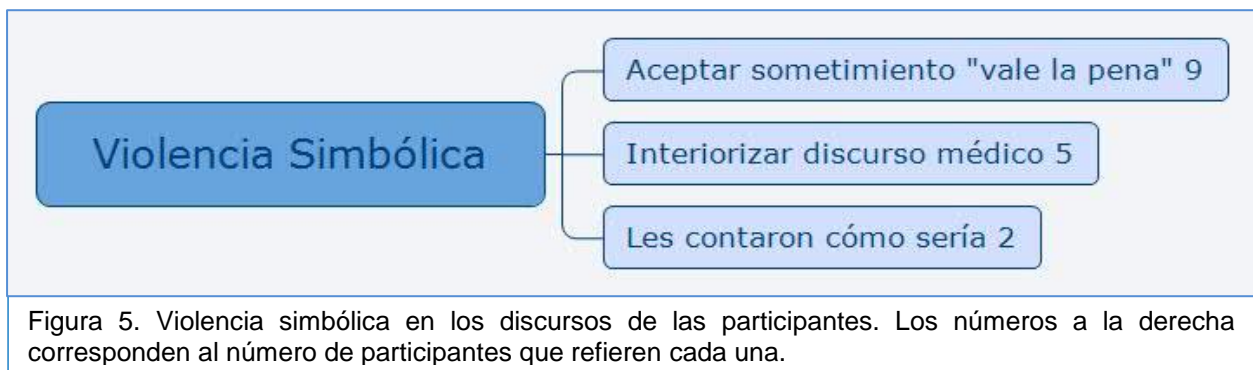 Violencia Simbólica
Aceptar sometimiento "vale la pena" 9
Interiorizar discurso médico 5
Les contaron cómo sería 2
Figura 5. Violencia simbólica en los discursos de las participantes. Los números a la derecha
corresponden al número de participantes que refieren cada una.